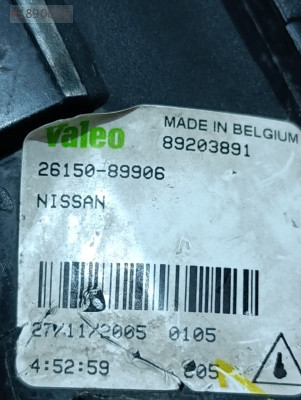 valeo
MADE IN BELGIUM
89203891
26150-89906
NISSAN
27/11/2005 0105
4:52:59